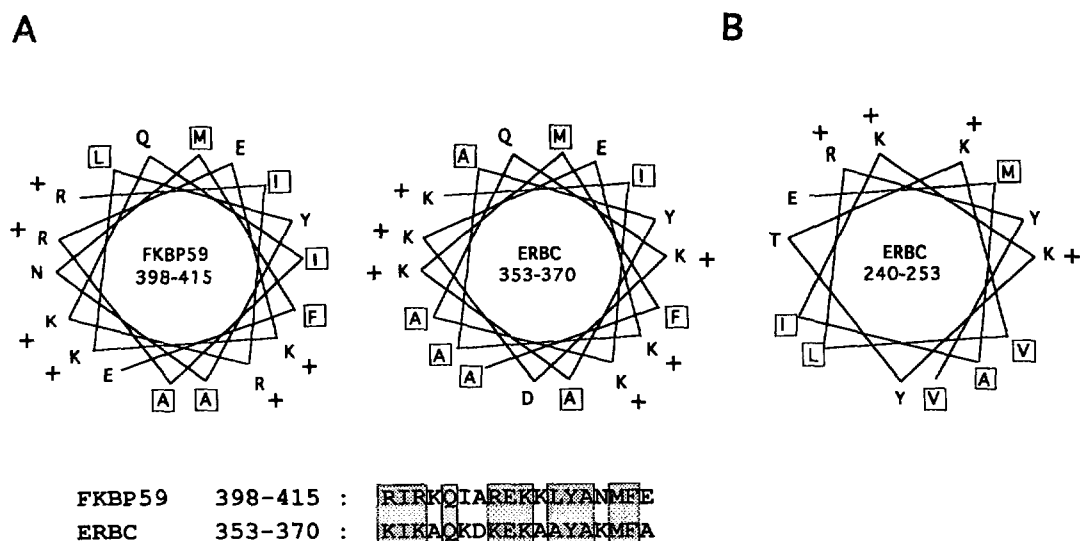 A
B
Q M E
L I
+ R Y
+ R FKBP59 I
N 398-415
K F
+ K K +
+ E R +
A A
Q M E
A I
+ K Y
+ K ERBC K +
+ K 353-370
A F
A K +
A K +
D A
+ + K K +
R M
E Y
T ERBC K +
240-253
I
L V
A
Y V
FKBP59 398-415 : RIRKQIAREKKLYANMFE
ERBC 353-370 : KIKAQKDKEKAAYAKMFA